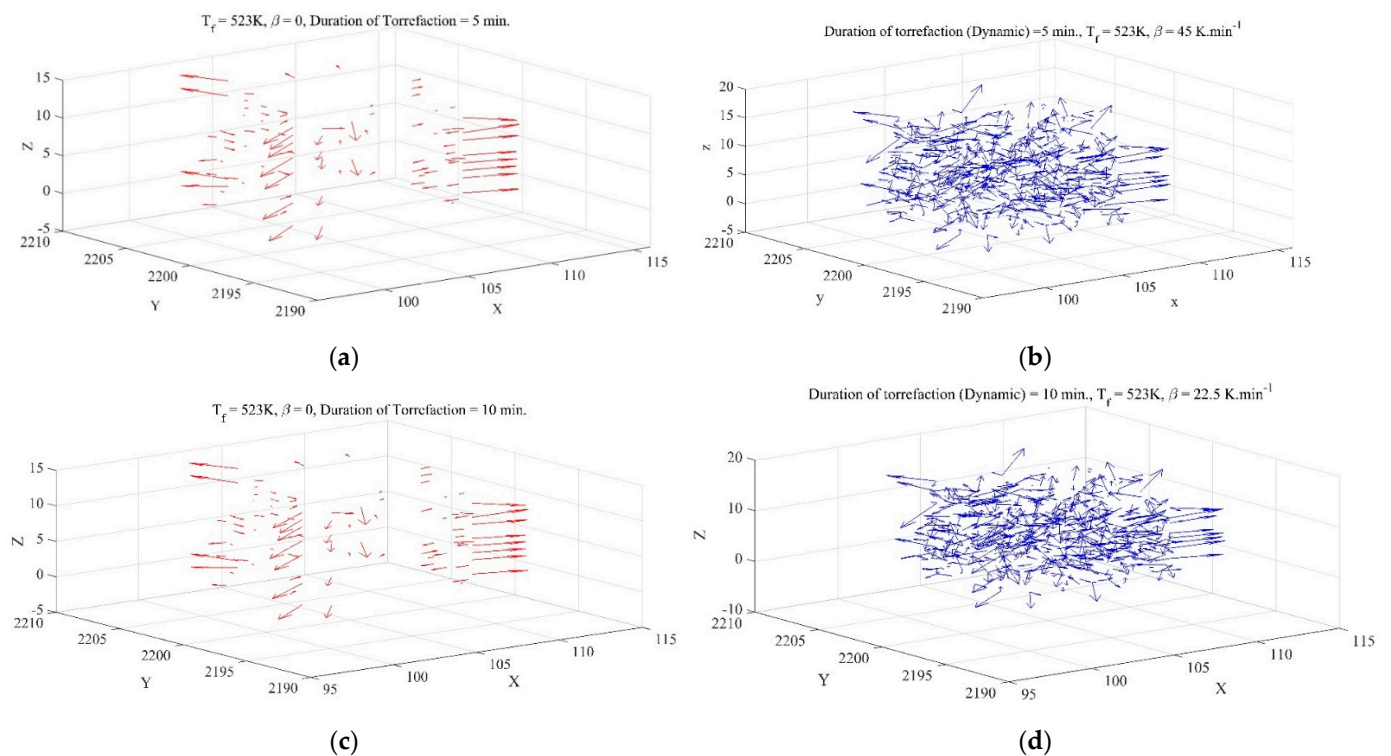 T_f = 523K, β = 0, Duration of Torrefaction = 5 min.
15
10
5
0
-5
Z
2210
2205
2200
2195
2190
Y
100
105
110
115
X
(a)
Duration of torrefaction (Dynamic) =5 min., T_f = 523K, β = 45 K.min⁻¹
20
15
10
5
0
-5
z
2210
2205
2200
2195
2190
y
100
105
110
115
x
(b)
T_f = 523K, β = 0, Duration of Torrefaction = 10 min.
15
10
5
0
-5
Z
2210
2205
2200
2195
2190
Y
95
100
105
110
115
X
(c)
Duration of torrefaction (Dynamic) = 10 min., T_f = 523K, β = 22.5 K.min⁻¹
20
10
0
-10
Z
2210
2205
2200
2195
2190
Y
95
100
105
110
115
X
(d)